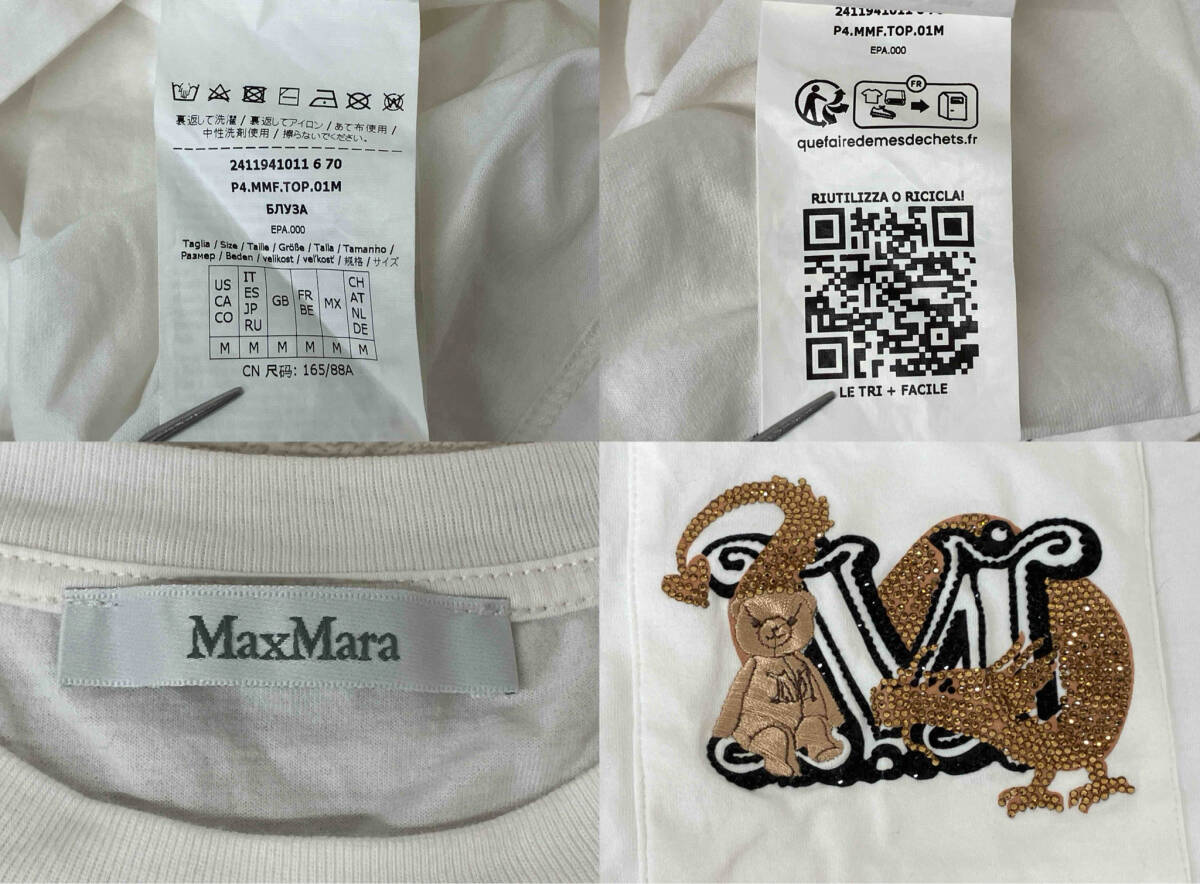 裏返して洗濯 / 裏返してアイロン / あて布使用 /
中性洗剤使用 / 擦らないでください。
2411941011 6 70
P4.MMF.TOP.01M
БЛУЗА
EPA.000
Taglia / Size / Taille / Größe / Talla / Tamanho /
Размер / Beden / velikost / veľkosť / 规格 / サイズ
US CA CO
IT ES JP RU
GB
FR BE
MX
CH AT NL DE
M M M M M M
CN 尺码: 165/88A
2411941011 6 70
P4.MMF.TOP.01M
EPA.000
FR
quefairedemesdechets.fr
RIUTILIZZA O RICICLA!
LE TRI + FACILE
MaxMara
M
M